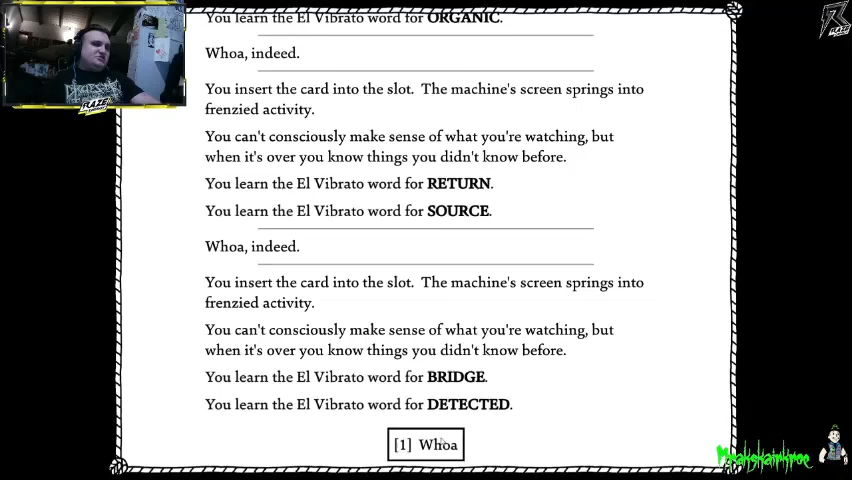 You learn the El Vibrato word for ORGANIC.
Whoa, indeed.
You insert the card into the slot. The machine's screen springs into
frenzied activity.
You can't consciously make sense of what you're watching, but
when it's over you know things you didn't know before.
You learn the El Vibrato word for RETURN.
You learn the El Vibrato word for SOURCE.
Whoa, indeed.
You insert the card into the slot. The machine's screen springs into
frenzied activity.
You can't consciously make sense of what you're watching, but
when it's over you know things you didn't know before.
You learn the El Vibrato word for BRIDGE.
You learn the El Vibrato word for DETECTED.
[1] Whoa
RAZE
RAZE